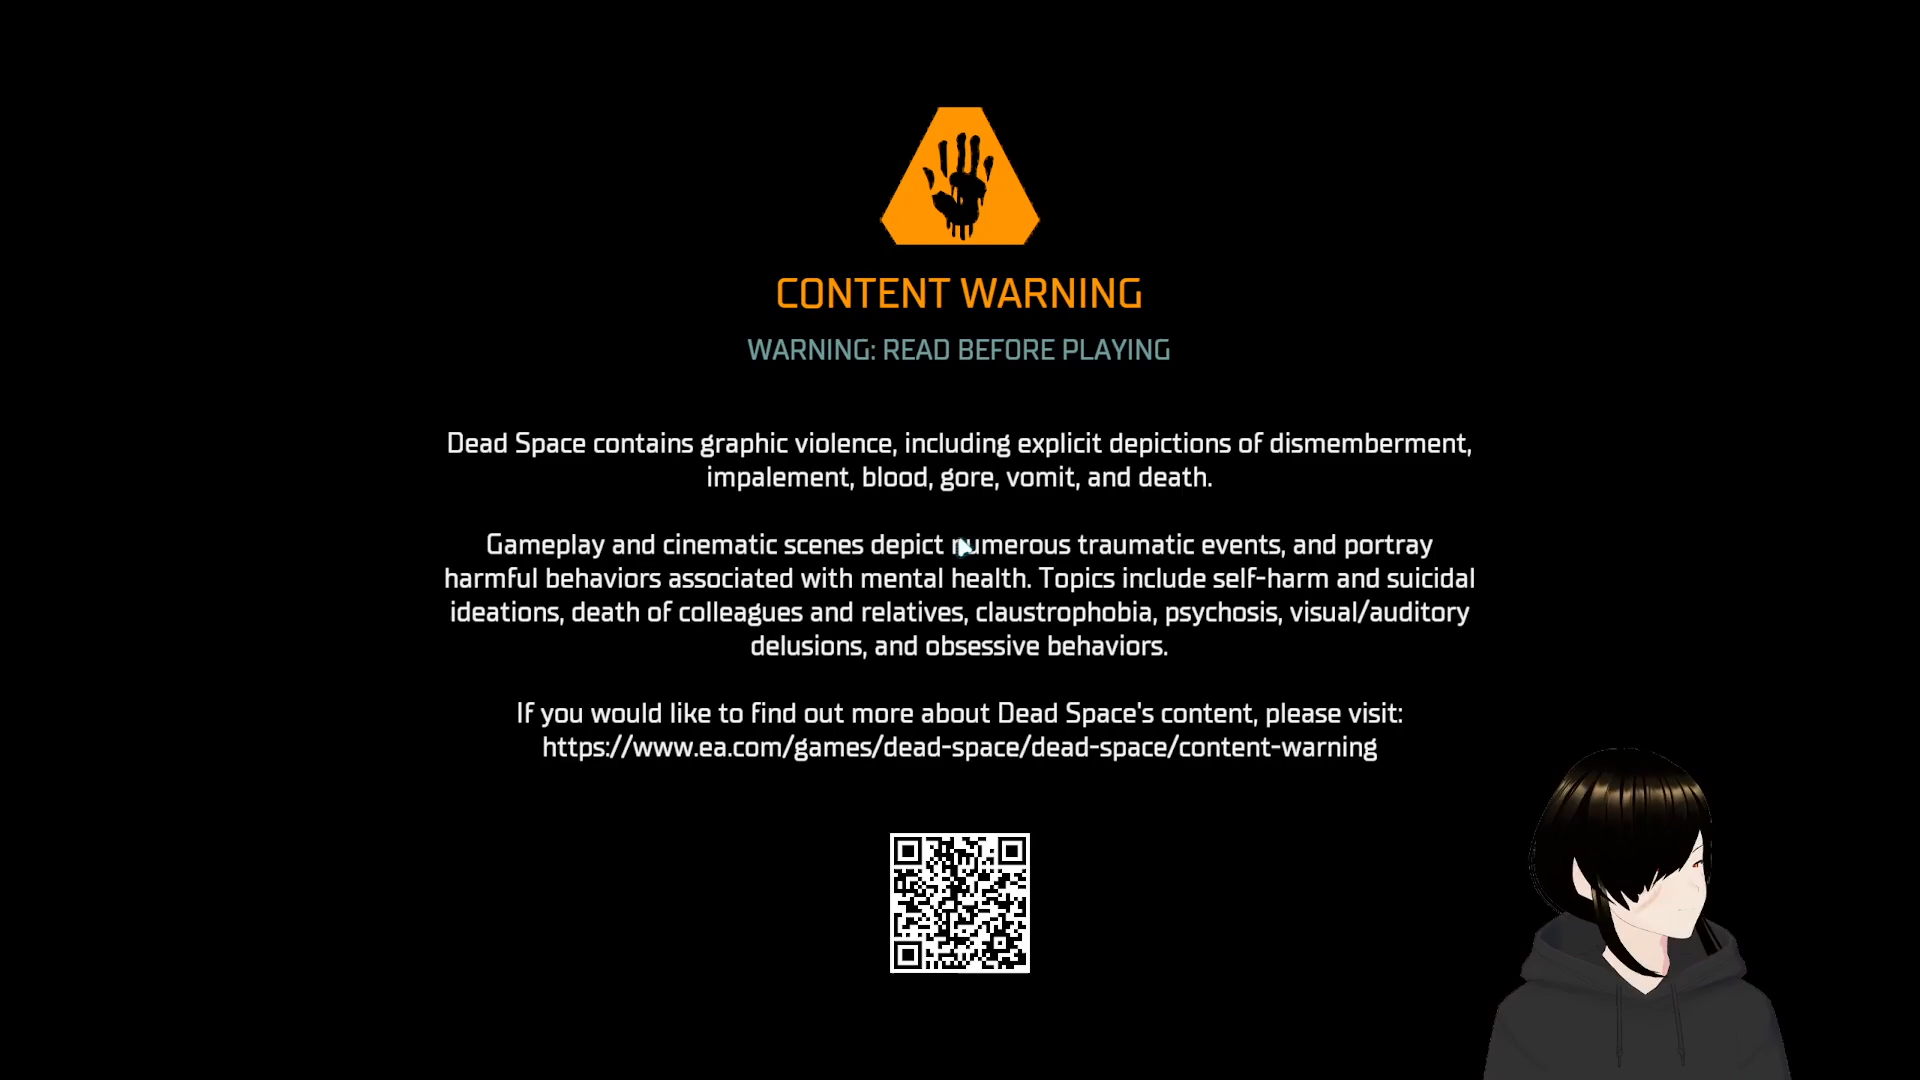 CONTENT WARNING
WARNING: READ BEFORE PLAYING
Dead Space contains graphic violence, including explicit depictions of dismemberment,
impalement, blood, gore, vomit, and death.
Gameplay and cinematic scenes depict numerous traumatic events, and portray
harmful behaviors associated with mental health. Topics include self-harm and suicidal
ideations, death of colleagues and relatives, claustrophobia, psychosis, visual/auditory
delusions, and obsessive behaviors.
If you would like to find out more about Dead Space's content, please visit:
https://www.ea.com/games/dead-space/dead-space/content-warning